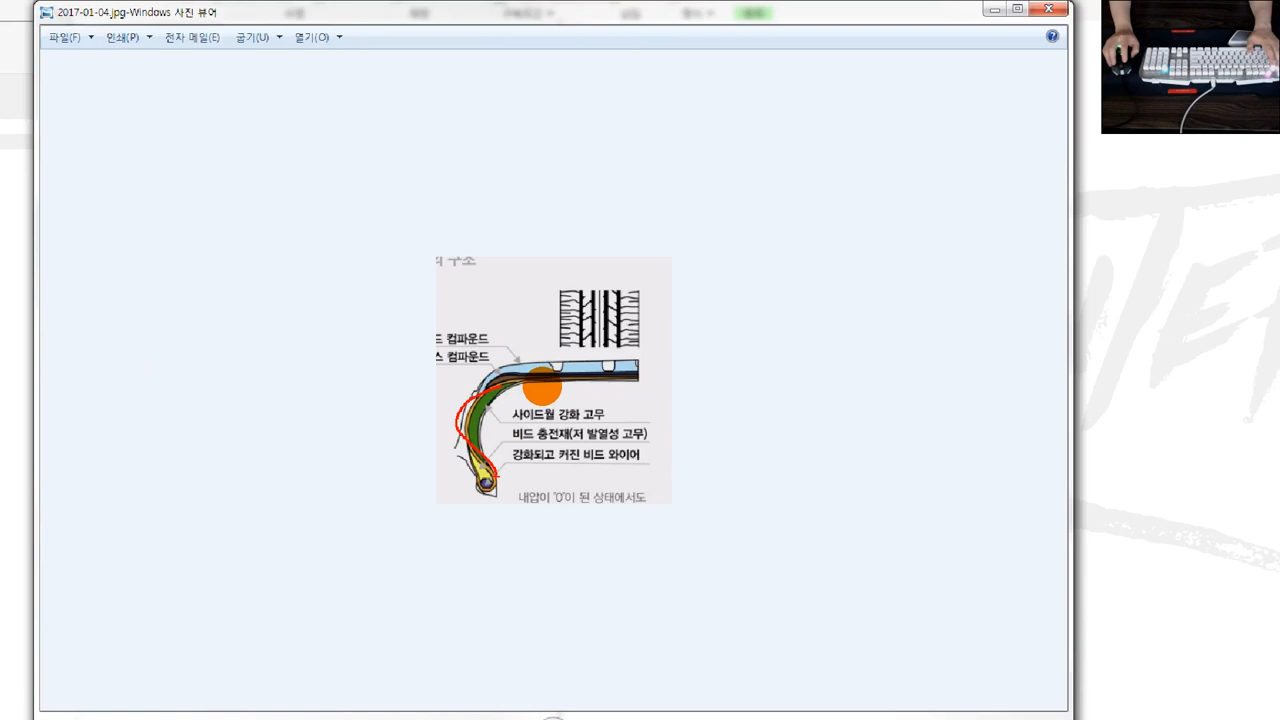 2017-01-04.jpg-Windows 사진 뷰어
파일(F) 인쇄(P) 전자 메일(E) 굽기(U) 열기(O)
구조
드 컴파운드
스 컴파운드
사이드월 강화 고무
비드 충전재(저 발열성 고무)
강화되고 커진 비드 와이어
내압이 '0'이 된 상태에서도